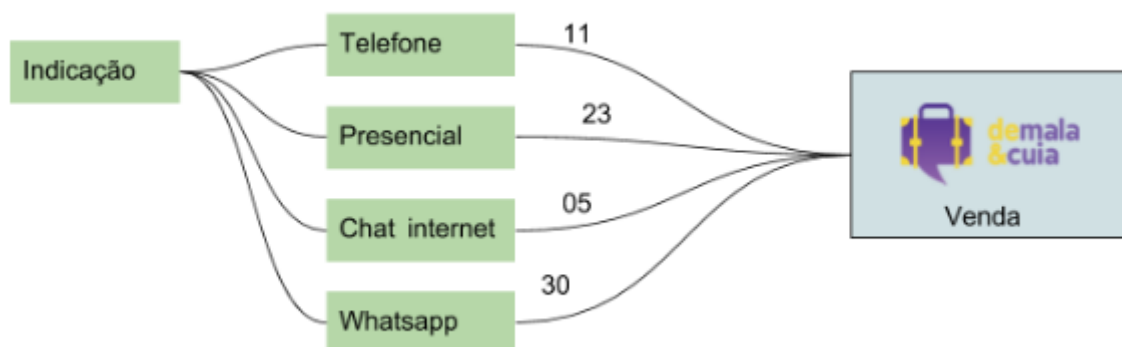 Indicação
Telefone
11
Presencial
23
Chat internet
05
Whatsapp
30
demala
&cuia
Venda